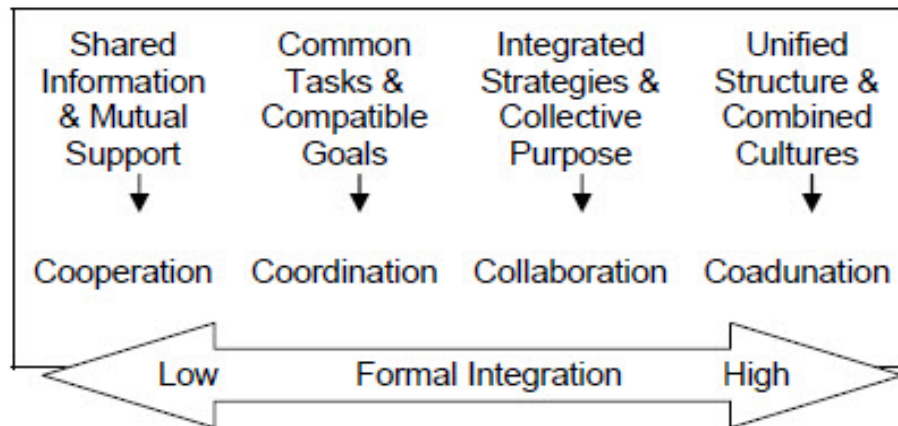 Shared
Information
& Mutual
Support
Common
Tasks &
Compatible
Goals
Integrated
Strategies &
Collective
Purpose
Unified
Structure &
Combined
Cultures
Cooperation
Coordination
Collaboration
Coadunation
Low
Formal Integration
High